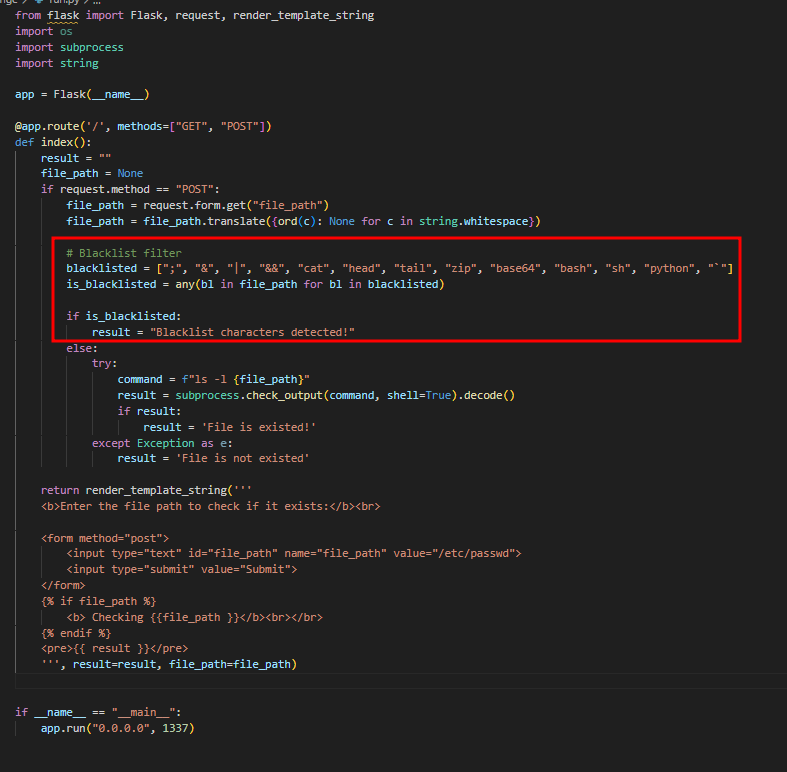 run.py > ...
from flask import Flask, request, render_template_string
import os
import subprocess
import string
app = Flask(__name__)
@app.route('/', methods=["GET", "POST"])
def index():
    result = ""
    file_path = None
    if request.method == "POST":
        file_path = request.form.get("file_path")
        file_path = file_path.translate({ord(c): None for c in string.whitespace})
        # Blacklist filter
        blacklisted = [";", "&", "|", "&&", "cat", "head", "tail", "zip", "base64", "bash", "sh", "python", "`"]
        is_blacklisted = any(bl in file_path for bl in blacklisted)
        if is_blacklisted:
            result = "Blacklist characters detected!"
        else:
            try:
                command = f"ls -l {file_path}"
                result = subprocess.check_output(command, shell=True).decode()
                if result:
                    result = 'File is existed!'
            except Exception as e:
                result = 'File is not existed'
    return render_template_string('''
    <b>Enter the file path to check if it exists:</b><br>
    <form method="post">
        <input type="text" id="file_path" name="file_path" value="/etc/passwd">
        <input type="submit" value="Submit">
    </form>
    {% if file_path %}
        <b> Checking {{file_path }}</b><br></br>
    {% endif %}
    <pre>{{ result }}</pre>
    ''', result=result, file_path=file_path)
if __name__ == "__main__":
    app.run("0.0.0.0", 1337)